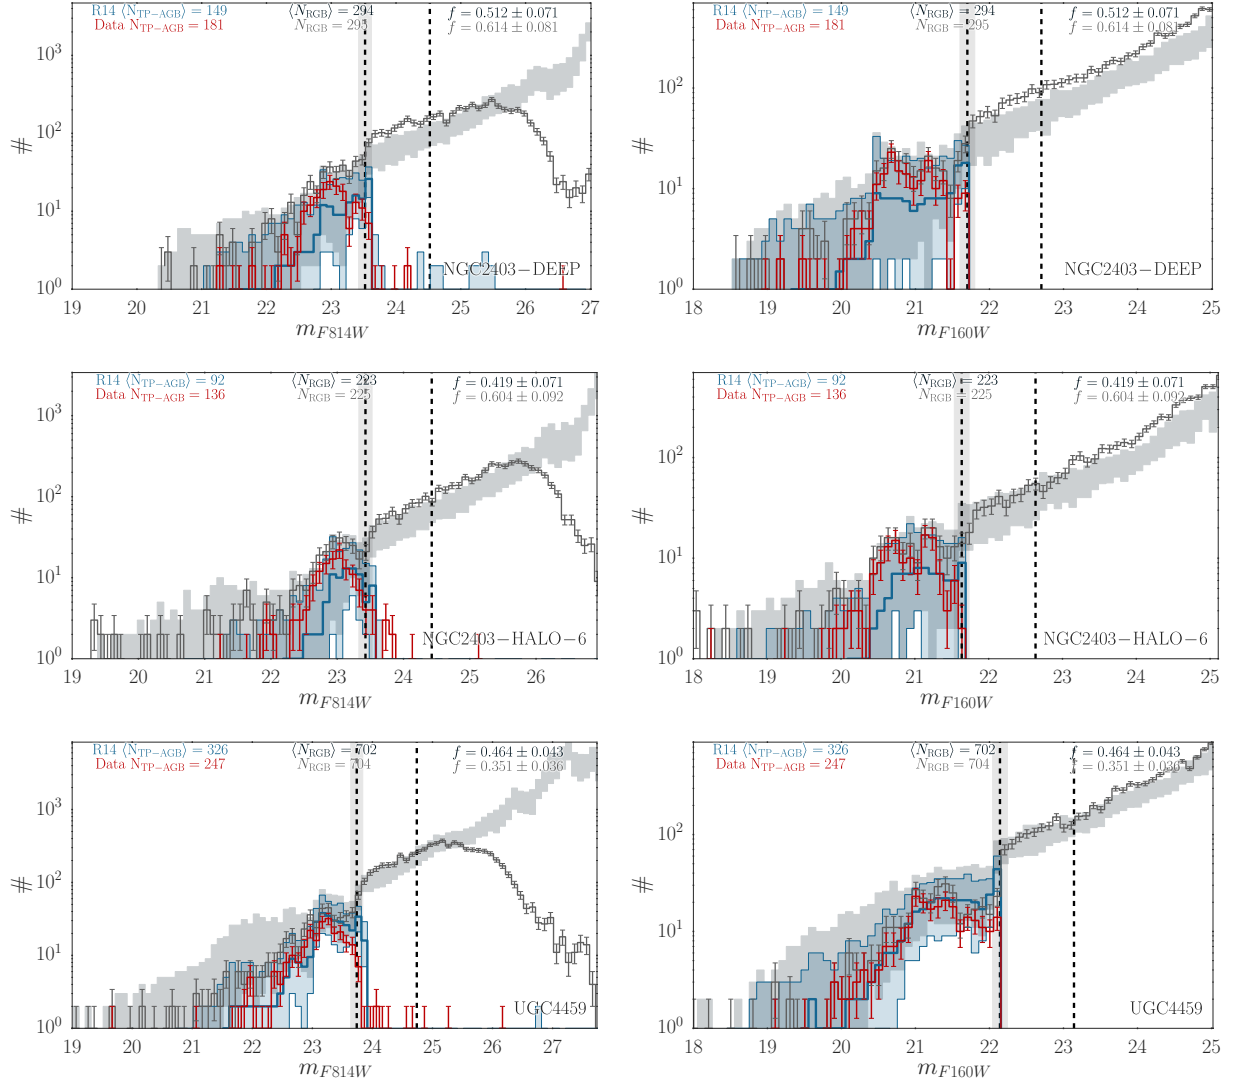 R14 ⟨N_TP−AGB⟩ = 149 ⟨N_RGB⟩ = 294 f = 0.512 ± 0.071
Data N_TP−AGB = 181 N_RGB = 295 f = 0.614 ± 0.081
10^3
10^2
10^1
10^0
#
NGC2403−DEEP
19 20 21 22 23 24 25 26 27
m_F814W
R14 ⟨N_TP−AGB⟩ = 149 ⟨N_RGB⟩ = 294 f = 0.512 ± 0.071
Data N_TP−AGB = 181 N_RGB = 295 f = 0.614 ± 0.081
10^2
10^1
10^0
#
NGC2403−DEEP
18 19 20 21 22 23 24 25
m_F160W
R14 ⟨N_TP−AGB⟩ = 92 ⟨N_RGB⟩ = 223 f = 0.419 ± 0.071
Data N_TP−AGB = 136 N_RGB = 225 f = 0.604 ± 0.092
10^3
10^2
10^1
10^0
#
NGC2403−HALO−6
19 20 21 22 23 24 25 26
m_F814W
R14 ⟨N_TP−AGB⟩ = 92 ⟨N_RGB⟩ = 223 f = 0.419 ± 0.071
Data N_TP−AGB = 136 N_RGB = 225 f = 0.604 ± 0.092
10^2
10^1
10^0
#
NGC2403−HALO−6
18 19 20 21 22 23 24 25
m_F160W
R14 ⟨N_TP−AGB⟩ = 326 ⟨N_RGB⟩ = 702 f = 0.464 ± 0.043
Data N_TP−AGB = 247 N_RGB = 704 f = 0.351 ± 0.036
10^3
10^2
10^1
10^0
#
UGC4459
19 20 21 22 23 24 25 26 27
m_F814W
R14 ⟨N_TP−AGB⟩ = 326 ⟨N_RGB⟩ = 702 f = 0.464 ± 0.043
Data N_TP−AGB = 247 N_RGB = 704 f = 0.351 ± 0.036
10^2
10^1
10^0
#
UGC4459
18 19 20 21 22 23 24 25
m_F160W